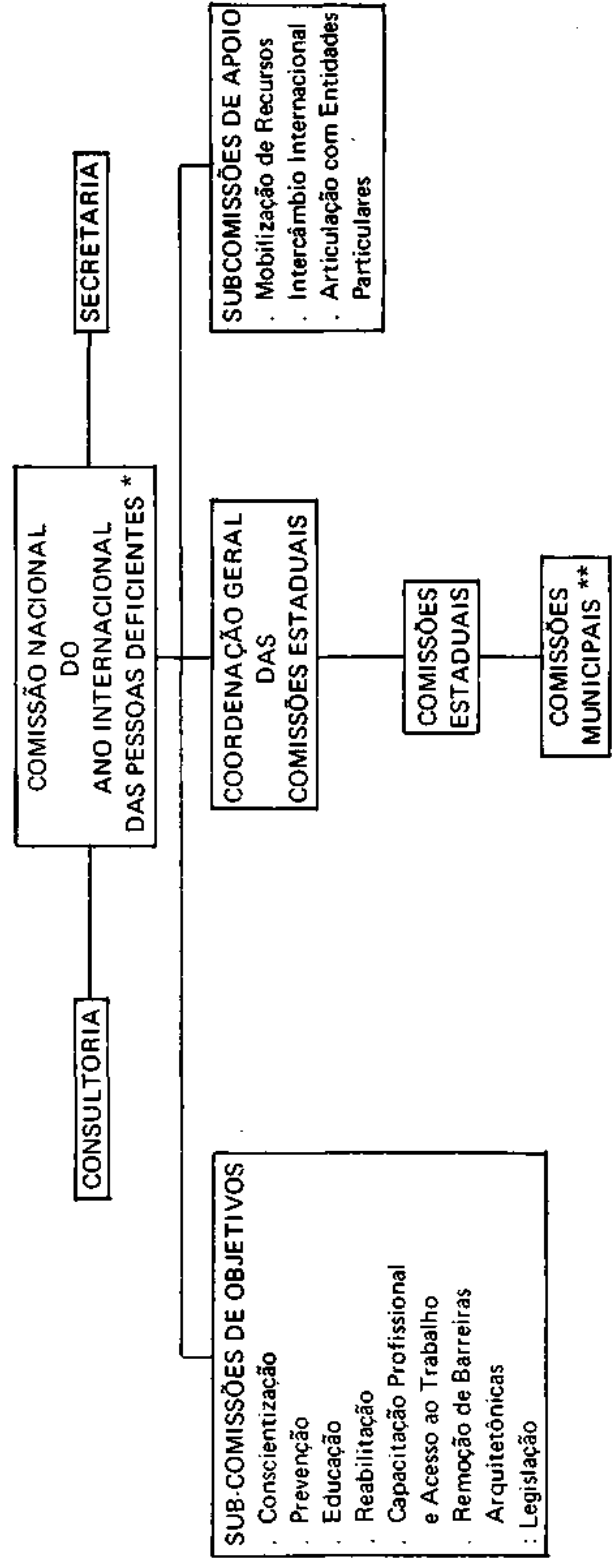 COMISSÃO NACIONAL
DO
ANO INTERNACIONAL
DAS PESSOAS DEFICIENTES *
CONSULTORIA
SECRETARIA
SUB-COMISSÕES DE OBJETIVOS
. Conscientização
. Prevenção
. Educação
. Reabilitação
. Capacitação Profissional
e Acesso ao Trabalho
. Remoção de Barreiras
Arquitetônicas
: Legislação
COORDENAÇÃO GERAL
DAS
COMISSÕES ESTADUAIS
COMISSÕES
ESTADUAIS
COMISSÕES
MUNICIPAIS **
SUBCOMISSÕES DE APOIO
. Mobilização de Recursos
. Intercâmbio Internacional
. Articulação com Entidades
Particulares